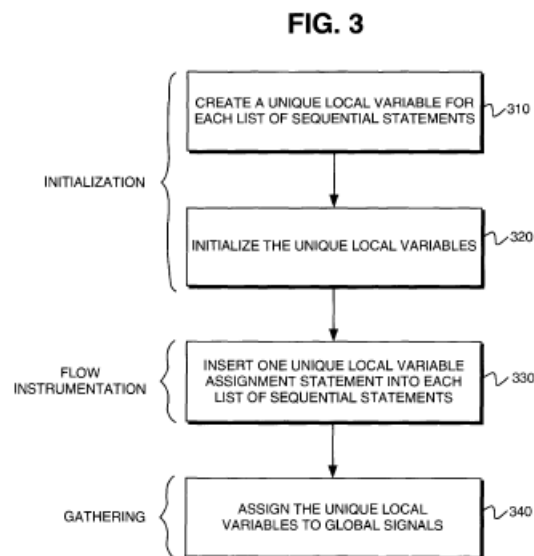 FIG. 3
CREATE A UNIQUE LOCAL VARIABLE FOR
EACH LIST OF SEQUENTIAL STATEMENTS
310
INITIALIZATION
INITIALIZE THE UNIQUE LOCAL VARIABLES
320
FLOW
INSTRUMENTATION
INSERT ONE UNIQUE LOCAL VARIABLE
ASSIGNMENT STATEMENT INTO EACH
LIST OF SEQUENTIAL STATEMENTS
330
GATHERING
ASSIGN THE UNIQUE LOCAL
VARIABLES TO GLOBAL SIGNALS
340